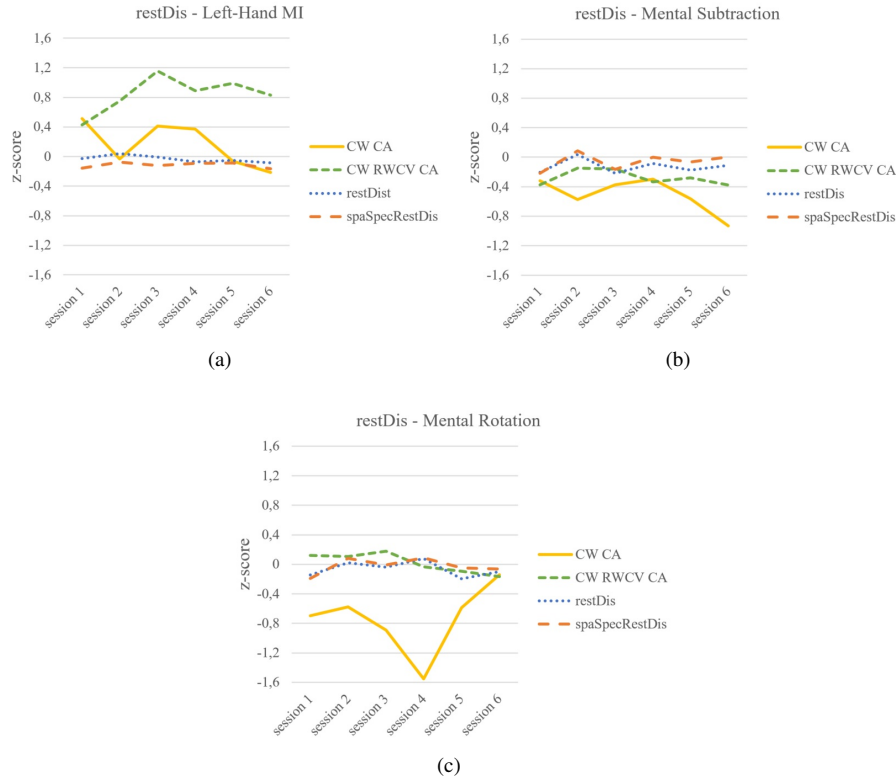 restDis - Left-Hand MI
1,6
1,2
0,8
0,4
0
-0,4
-0,8
-1,2
-1,6
z-score
session 1
session 2
session 3
session 4
session 5
session 6
CW CA
CW RWCV CA
restDist
spaSpecRestDis
(a)
restDis - Mental Subtraction
1,6
1,2
0,8
0,4
0
-0,4
-0,8
-1,2
-1,6
z-score
session 1
session 2
session 3
session 4
session 5
session 6
CW CA
CW RWCV CA
restDis
spaSpecRestDis
(b)
restDis - Mental Rotation
1,6
1,2
0,8
0,4
0
-0,4
-0,8
-1,2
-1,6
z-score
session 1
session 2
session 3
session 4
session 5
session 6
CW CA
CW RWCV CA
restDis
spaSpecRestDis
(c)